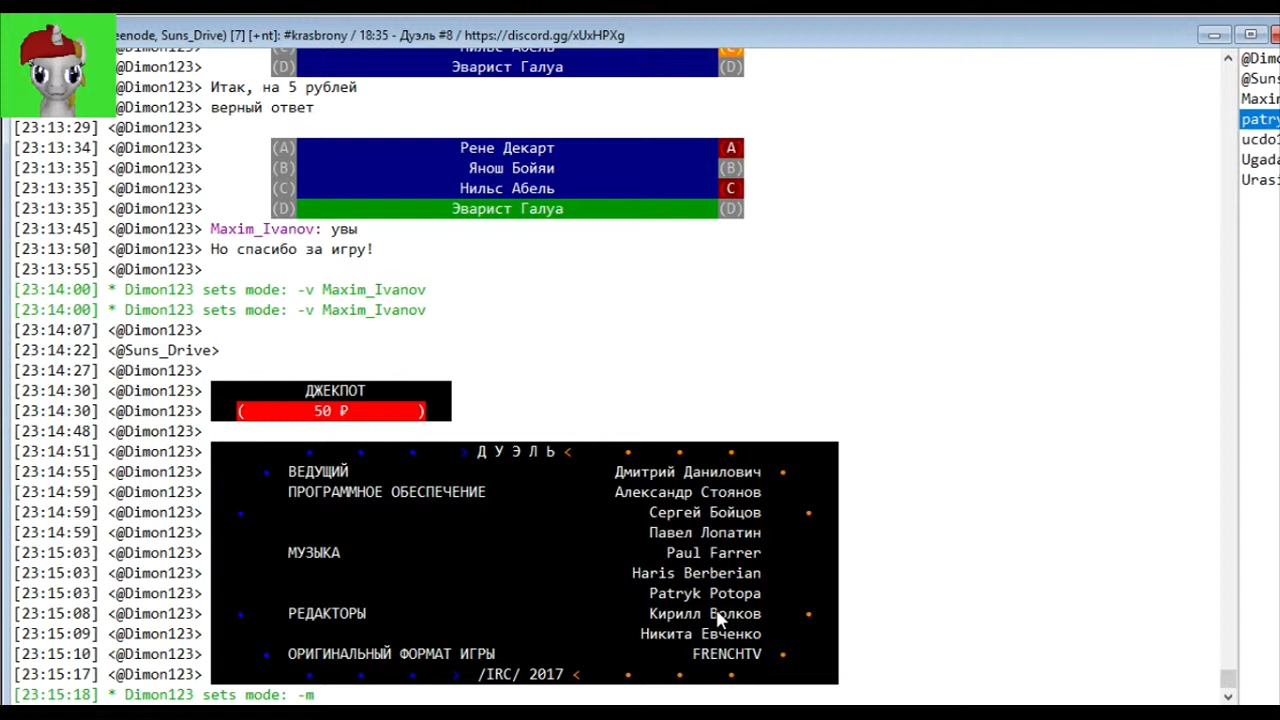 eenode, Suns_Drive) [7] [+nt]: #krasbrony / 18:35 - Дуэль #8 / https://discord.gg/xUxHPXg
(C) Нильс Абель (C)
<@Dimon123> (D) Эварист Галуа (D)
<@Dimon123> Итак, на 5 рублей
<@Dimon123> верный ответ
[23:13:29] <@Dimon123>
[23:13:34] <@Dimon123> (A) Рене Декарт (A)
[23:13:35] <@Dimon123> (B) Янош Бойяи (B)
[23:13:35] <@Dimon123> (C) Нильс Абель (C)
[23:13:35] <@Dimon123> (D) Эварист Галуа (D)
[23:13:45] <@Dimon123> Maxim_Ivanov: увы
[23:13:50] <@Dimon123> Но спасибо за игру!
[23:13:55] <@Dimon123>
[23:14:00] * Dimon123 sets mode: -v Maxim_Ivanov
[23:14:00] * Dimon123 sets mode: -v Maxim_Ivanov
[23:14:07] <@Dimon123>
[23:14:22] <@Suns_Drive>
[23:14:27] <@Dimon123>
[23:14:30] <@Dimon123> ДЖЕКПОТ
[23:14:30] <@Dimon123> ( 50 ₽ )
[23:14:48] <@Dimon123>
[23:14:51] <@Dimon123> • • • > Д У Э Л Ь < • • •
[23:14:55] <@Dimon123> • ВЕДУЩИЙ Дмитрий Данилович •
[23:14:59] <@Dimon123> ПРОГРАММНОЕ ОБЕСПЕЧЕНИЕ Александр Стоянов
[23:14:59] <@Dimon123> • Сергей Бойцов •
[23:14:59] <@Dimon123> Павел Лопатин
[23:15:03] <@Dimon123> МУЗЫКА Paul Farrer
[23:15:03] <@Dimon123> Haris Berberian
[23:15:03] <@Dimon123> Patryk Potopa
[23:15:08] <@Dimon123> • РЕДАКТОРЫ Кирилл Волков •
[23:15:09] <@Dimon123> Никита Евченко
[23:15:10] <@Dimon123> • ОРИГИНАЛЬНЫЙ ФОРМАТ ИГРЫ FRENCHTV •
[23:15:17] <@Dimon123> • • • > /IRC/ 2017 < • • •
[23:15:18] * Dimon123 sets mode: -m
@Dimo
@Suns
Maxim
patry
ucdo1
Ugada
Urasi